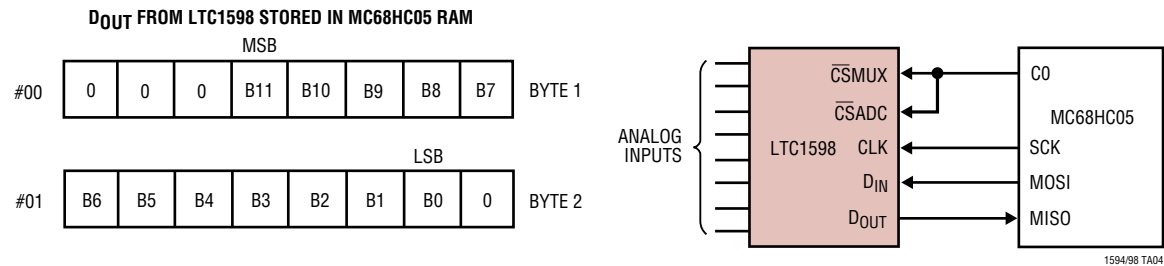 DOUT FROM LTC1598 STORED IN MC68HC05 RAM
MSB
#00 0 0 0 B11 B10 B9 B8 B7 BYTE 1
LSB
#01 B6 B5 B4 B3 B2 B1 B0 0 BYTE 2
ANALOG
INPUTS
LTC1598
C̅S̅MUX
C̅S̅ADC
CLK
DIN
DOUT
C0
MC68HC05
SCK
MOSI
MISO
1594/98 TA04